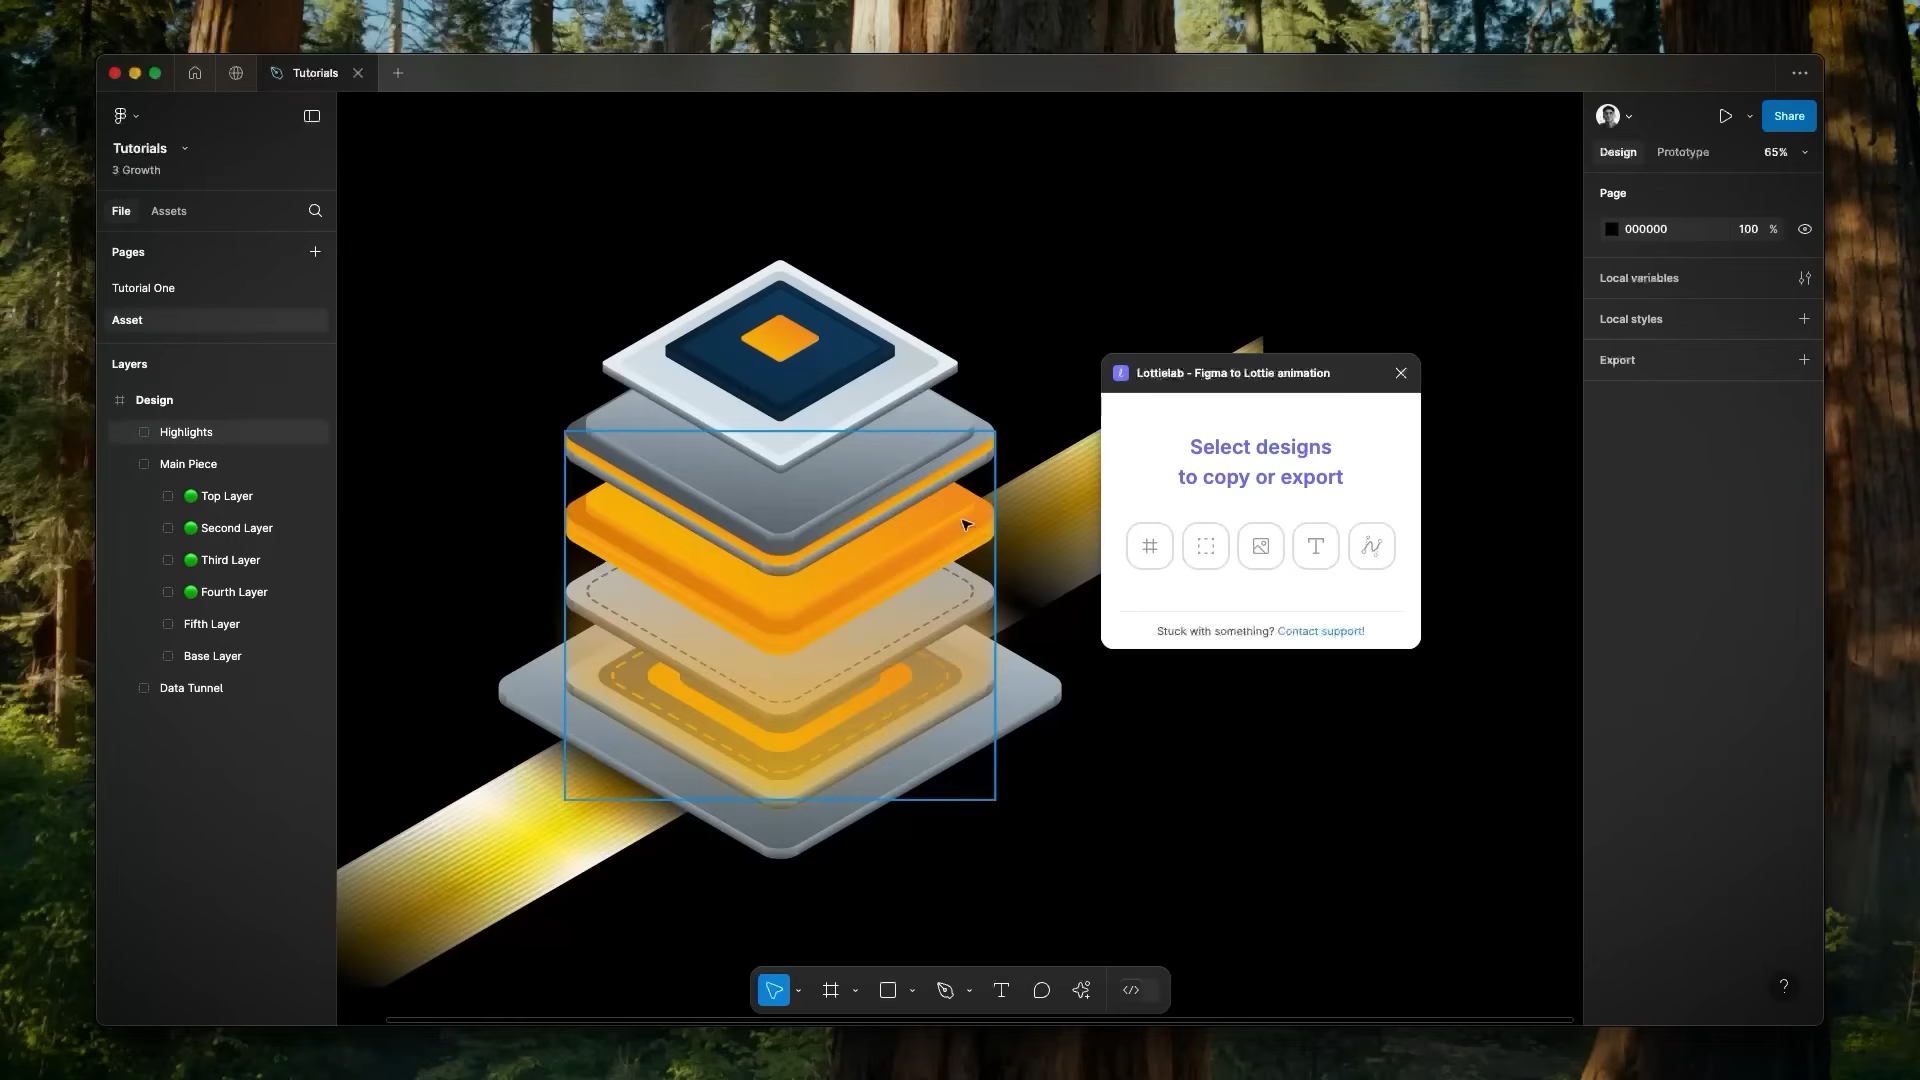 Tutorials
Tutorials
3 Growth
File
Assets
Pages
Tutorial One
Asset
Layers
Design
Highlights
Main Piece
Top Layer
Second Layer
Third Layer
Fourth Layer
Fifth Layer
Base Layer
Data Tunnel
Lottielab - Figma to Lottie animation
Select designs
to copy or export
Stuck with something? Contact support!
Share
Design
Prototype
65%
Page
000000
100
%
Local variables
Local styles
Export
?